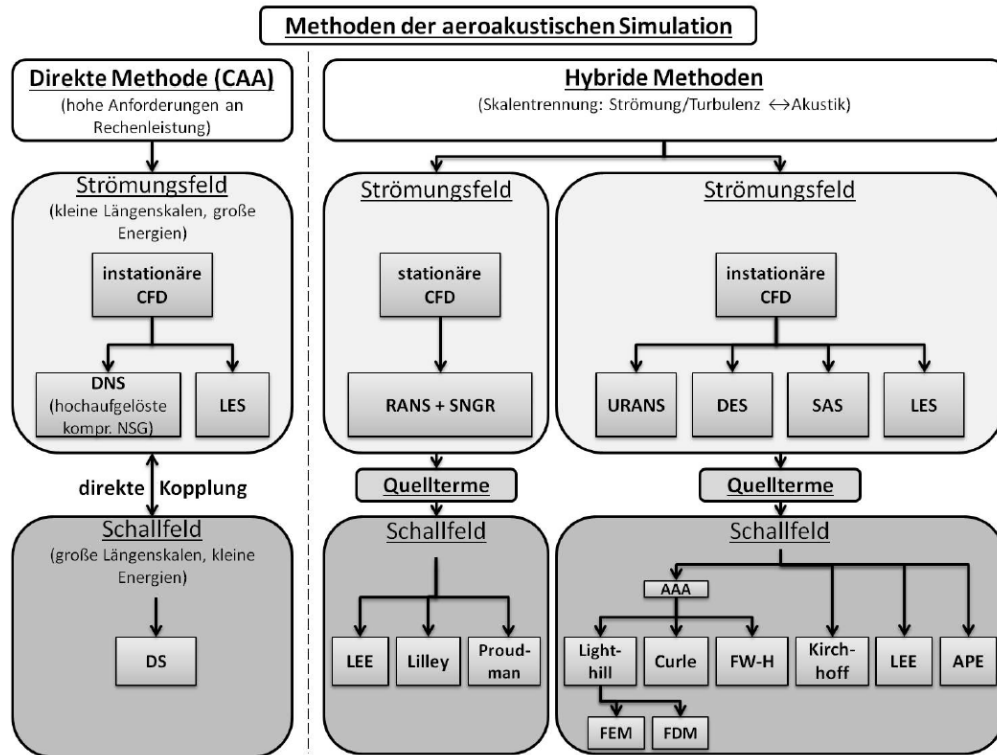 Methoden der aeroakustischen Simulation
Direkte Methode (CAA)
(hohe Anforderungen an
Rechenleistung)
Strömungsfeld
(kleine Längenskalen, große
Energien)
instationäre
CFD
DNS
(hochaufgelöste
kompr. NSG)
LES
direkte Kopplung
Schallfeld
(große Längenskalen, kleine
Energien)
DS
Hybride Methoden
(Skalentrennung: Strömung/Turbulenz ↔Akustik)
Strömungsfeld
stationäre
CFD
RANS + SNGR
Quellterme
Schallfeld
LEE
Lilley
Proud-
man
Strömungsfeld
instationäre
CFD
URANS
DES
SAS
LES
Quellterme
Schallfeld
AAA
Light-
hill
Curle
FW-H
Kirch-
hoff
LEE
APE
FEM
FDM